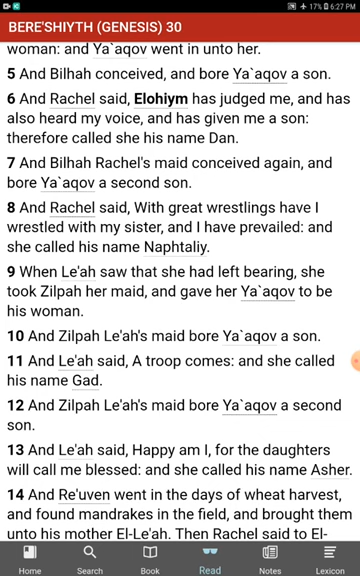 17% 6:27 PM
BERE'SHIYTH (GENESIS) 30
woman: and Ya`aqov went in unto her.
5 And Bilhah conceived, and bore Ya`aqov a son.
6 And Rachel said, Elohiym has judged me, and has
also heard my voice, and has given me a son:
therefore called she his name Dan.
7 And Bilhah Rachel's maid conceived again, and
bore Ya`aqov a second son.
8 And Rachel said, With great wrestlings have I
wrestled with my sister, and I have prevailed: and
she called his name Naphtaliy.
9 When Le'ah saw that she had left bearing, she
took Zilpah her maid, and gave her Ya`aqov to be
his woman.
10 And Zilpah Le'ah's maid bore Ya`aqov a son.
11 And Le'ah said, A troop comes: and she called
his name Gad.
12 And Zilpah Le'ah's maid bore Ya`aqov a second
son.
13 And Le'ah said, Happy am I, for the daughters
will call me blessed: and she called his name Asher.
14 And Re'uven went in the days of wheat harvest,
and found mandrakes in the field, and brought them
unto his mother El-Le'ah. Then Rachel said to El-
Home Search Book Read Notes Lexicon